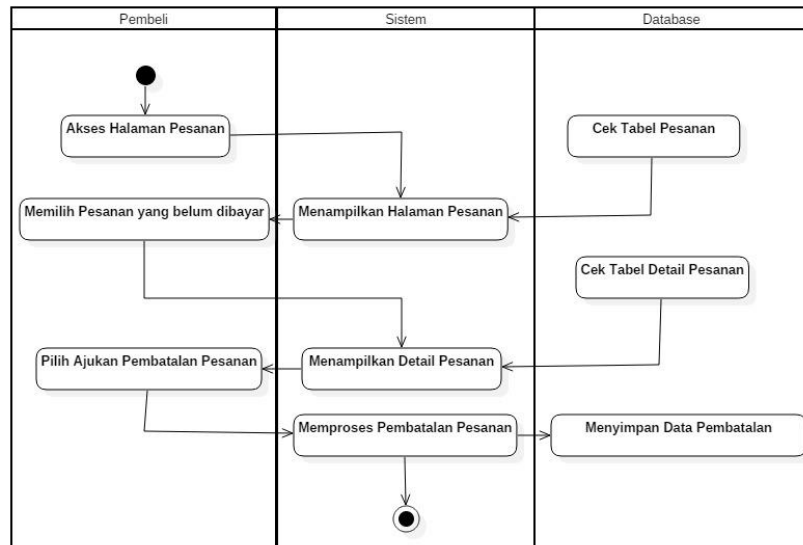 Pembeli
Sistem
Database
Akses Halaman Pesanan
Cek Tabel Pesanan
Memilih Pesanan yang belum dibayar
Menampilkan Halaman Pesanan
Cek Tabel Detail Pesanan
Pilih Ajukan Pembatalan Pesanan
Menampilkan Detail Pesanan
Memproses Pembatalan Pesanan
Menyimpan Data Pembatalan